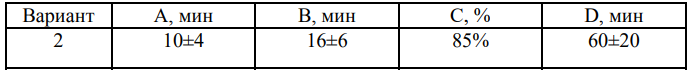 Вариант А, мин В, мин С, % D, мин
2 10±4 16±6 85% 60±20